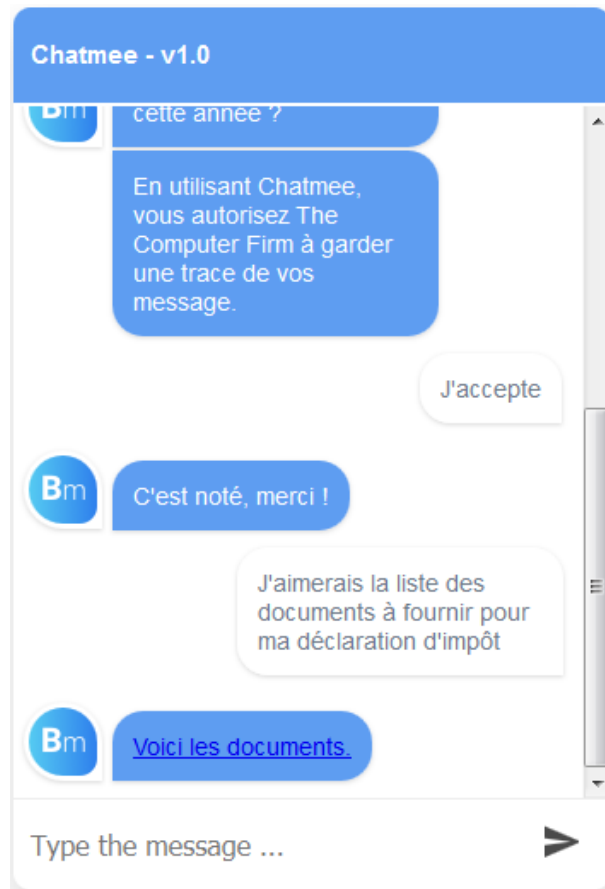 Chatmee - v1.0
Bm
cette année ?
En utilisant Chatmee,
vous autorisez The
Computer Firm à garder
une trace de vos
message.
J'accepte
Bm
C'est noté, merci !
J'aimerais la liste des
documents à fournir pour
ma déclaration d'impôt
Bm
Voici les documents.
Type the message ...